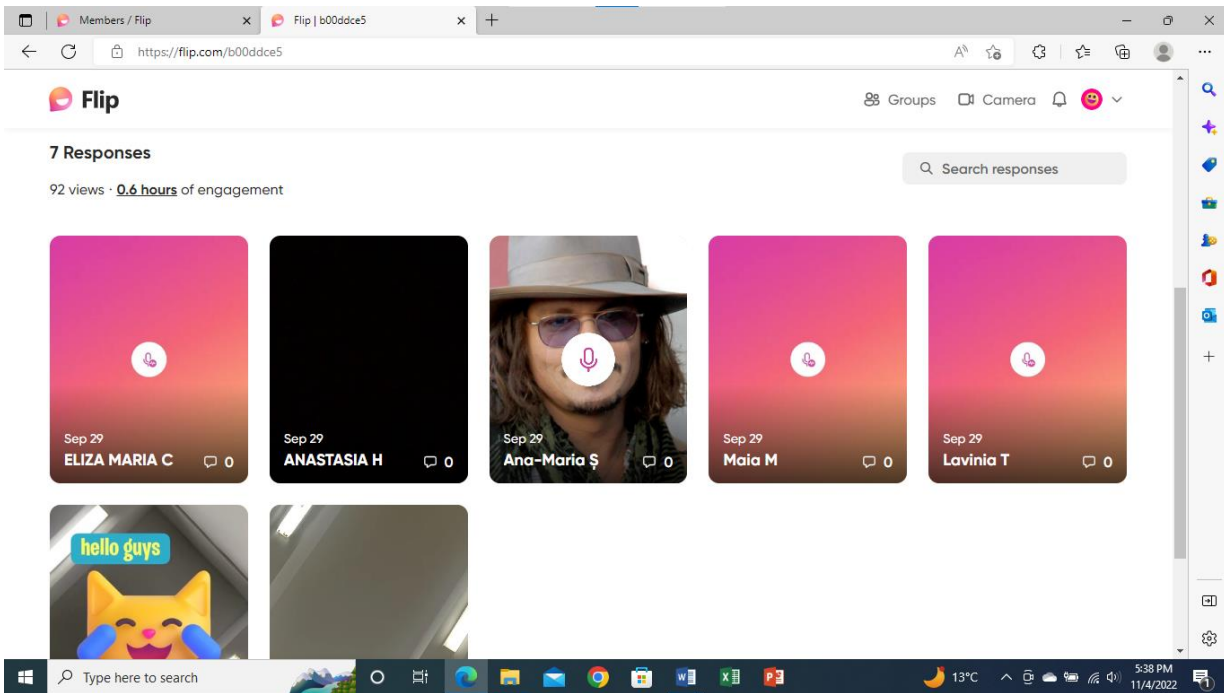 Members / Flip
Flip | b00ddce5
https://flip.com/b00ddce5
Flip
Groups
Camera
7 Responses
Search responses
92 views · 0.6 hours of engagement
Sep 29
ELIZA MARIA C
0
Sep 29
ANASTASIA H
0
Sep 29
Ana-Maria Ș
0
Sep 29
Maia M
0
Sep 29
Lavinia T
0
hello guys
Type here to search
13°C
5:38 PM
11/4/2022